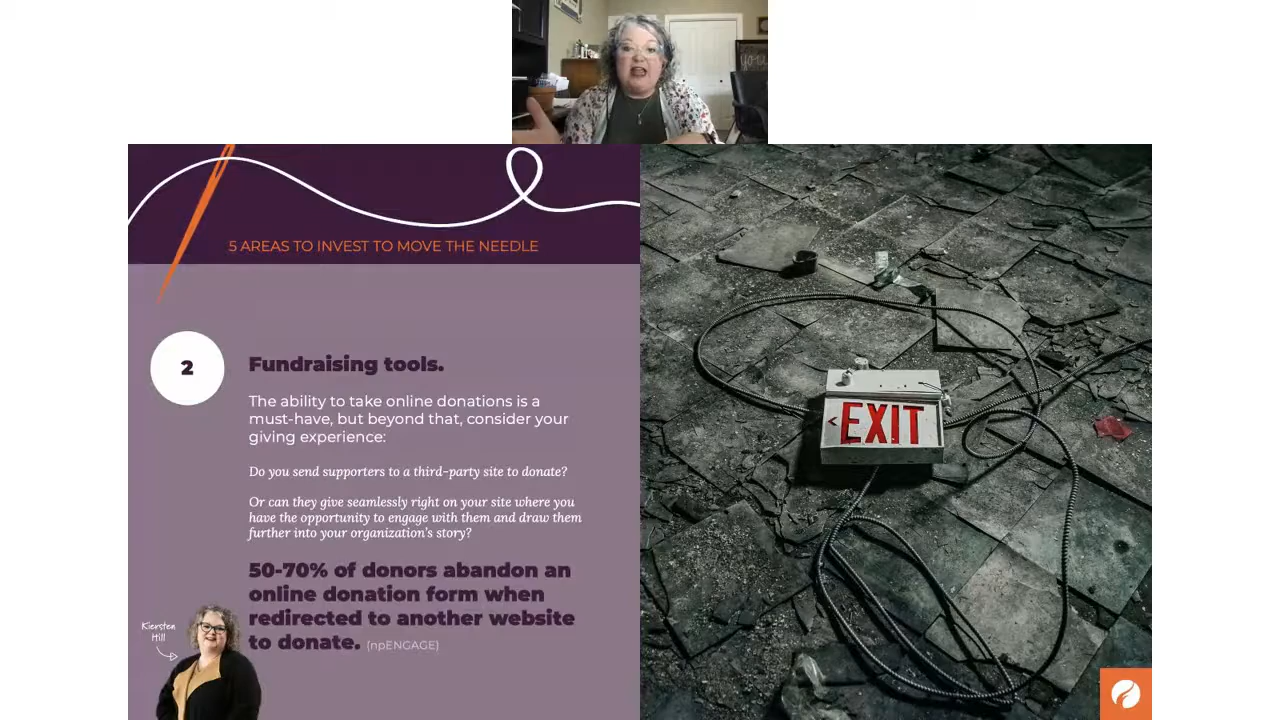 5 AREAS TO INVEST TO MOVE THE NEEDLE
2
Fundraising tools.
The ability to take online donations is a
must-have, but beyond that, consider your
giving experience:
Do you send supporters to a third-party site to donate?
Or can they give seamlessly right on your site where you
have the opportunity to engage with them and draw them
further into your organization's story?
50-70% of donors abandon an
online donation form when
redirected to another website
to donate. (npENGAGE)
Kiersten
Hill
EXIT